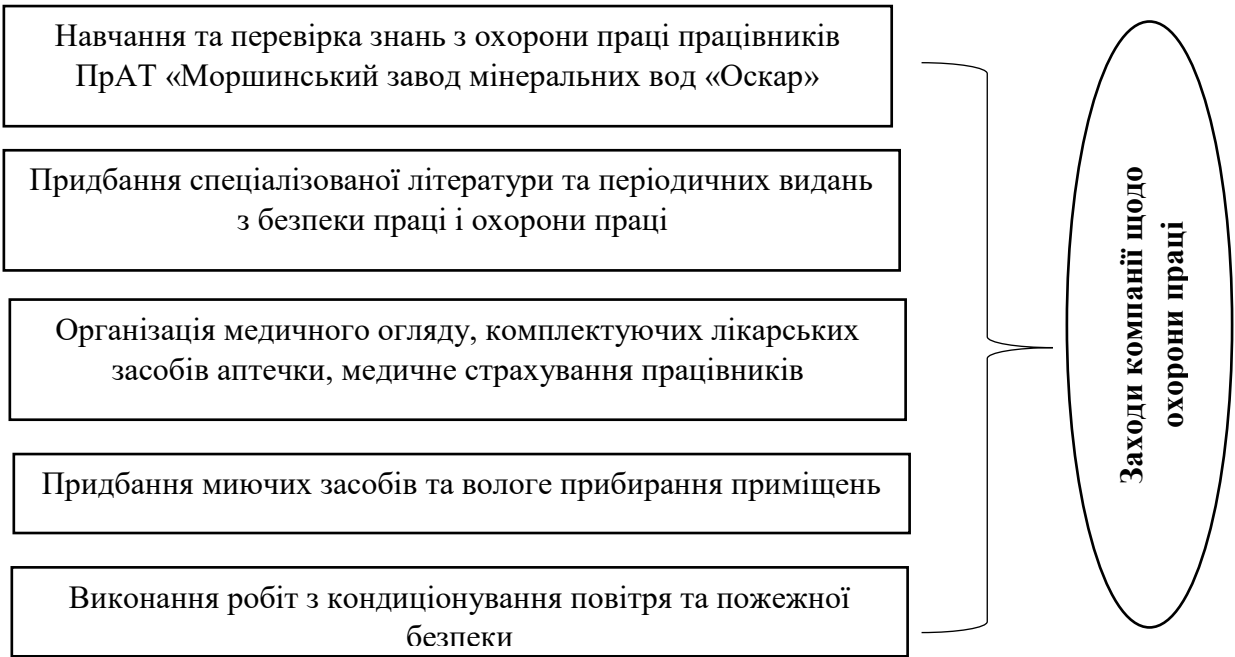 Навчання та перевірка знань з охорони праці працівників
ПрАТ «Моршинський завод мінеральних вод «Оскар»
Придбання спеціалізованої літератури та періодичних видань
з безпеки праці і охорони праці
Організація медичного огляду, комплектуючих лікарських
засобів аптечки, медичне страхування працівників
Придбання миючих засобів та вологе прибирання приміщень
Виконання робіт з кондиціонування повітря та пожежної
безпеки
Заходи компанії щодо
охорони праці